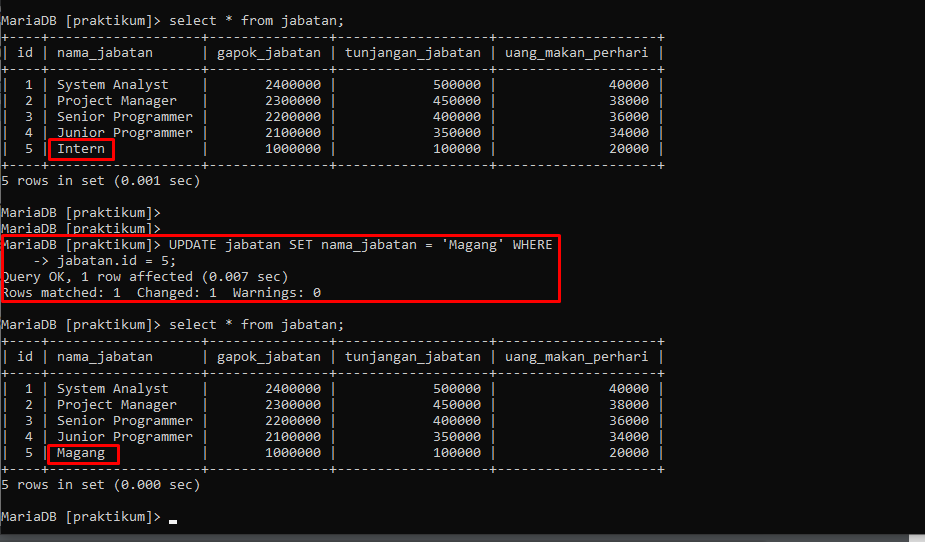 MariaDB [praktikum]> select * from jabatan;
+----+-------------------+---------------+-------------------+--------------------+
| id | nama_jabatan      | gapok_jabatan | tunjangan_jabatan | uang_makan_perhari |
+----+-------------------+---------------+-------------------+--------------------+
|  1 | System Analyst    |       2400000 |            500000 |              40000 |
|  2 | Project Manager   |       2300000 |            450000 |              38000 |
|  3 | Senior Programmer |       2200000 |            400000 |              36000 |
|  4 | Junior Programmer |       2100000 |            350000 |              34000 |
|  5 | Intern            |       1000000 |            100000 |              20000 |
+----+-------------------+---------------+-------------------+--------------------+
5 rows in set (0.001 sec)
MariaDB [praktikum]>
MariaDB [praktikum]>
MariaDB [praktikum]> UPDATE jabatan SET nama_jabatan = 'Magang' WHERE
    -> jabatan.id = 5;
Query OK, 1 row affected (0.007 sec)
Rows matched: 1  Changed: 1  Warnings: 0
MariaDB [praktikum]> select * from jabatan;
+----+-------------------+---------------+-------------------+--------------------+
| id | nama_jabatan      | gapok_jabatan | tunjangan_jabatan | uang_makan_perhari |
+----+-------------------+---------------+-------------------+--------------------+
|  1 | System Analyst    |       2400000 |            500000 |              40000 |
|  2 | Project Manager   |       2300000 |            450000 |              38000 |
|  3 | Senior Programmer |       2200000 |            400000 |              36000 |
|  4 | Junior Programmer |       2100000 |            350000 |              34000 |
|  5 | Magang            |       1000000 |            100000 |              20000 |
+----+-------------------+---------------+-------------------+--------------------+
5 rows in set (0.000 sec)
MariaDB [praktikum]>